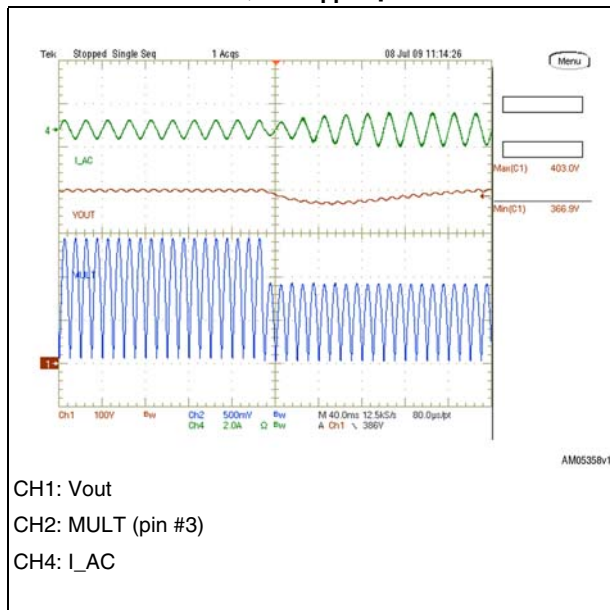 Tek Stopped Single Seq 1 Acqs 08 Jul 09 11:14:26
Menu
4
I_AC
Max(C1) 403.0V
VOUT
Min(C1) 366.9V
MULT
1
Ch1 100V Bw Ch2 500mV Bw M 40.0ms 12.5kS/s 80.0µs/pt
Ch4 2.0A Ω Bw A Ch1 \ 386V
AM05358v1
CH1: Vout
CH2: MULT (pin #3)
CH4: I_AC